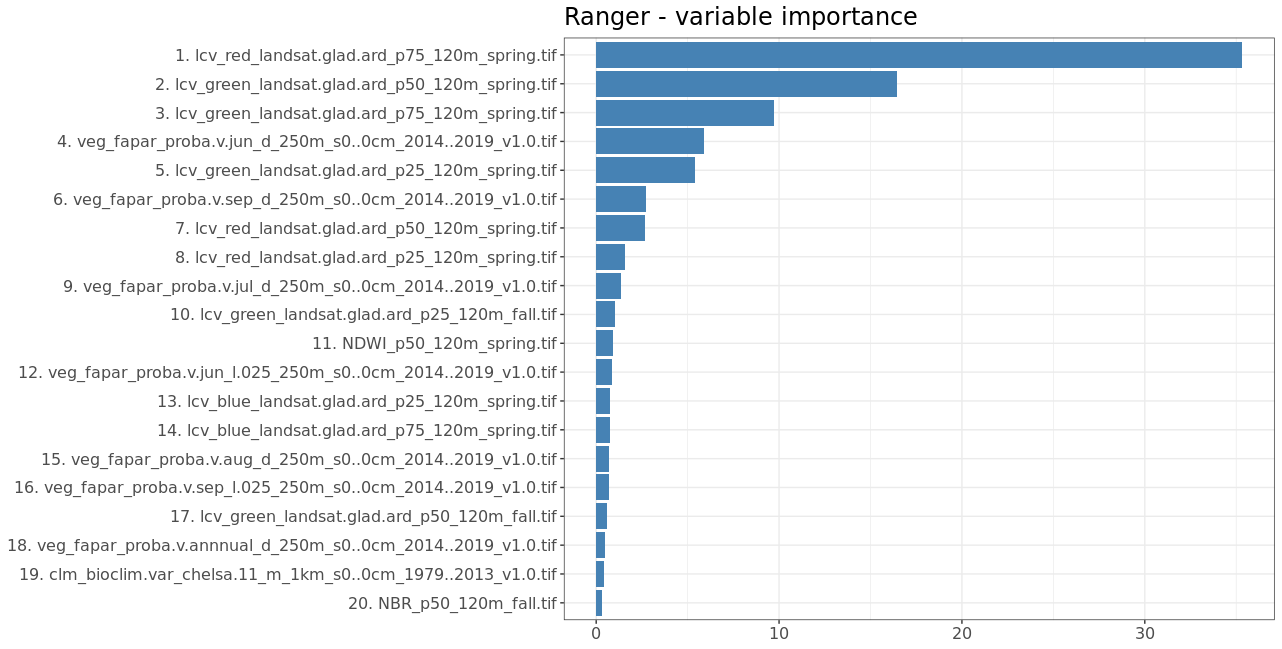 Ranger - variable importance
1. lcv_red_landsat.glad.ard_p75_120m_spring.tif
2. lcv_green_landsat.glad.ard_p50_120m_spring.tif
3. lcv_green_landsat.glad.ard_p75_120m_spring.tif
4. veg_fapar_proba.v.jun_d_250m_s0..0cm_2014..2019_v1.0.tif
5. lcv_green_landsat.glad.ard_p25_120m_spring.tif
6. veg_fapar_proba.v.sep_d_250m_s0..0cm_2014..2019_v1.0.tif
7. lcv_red_landsat.glad.ard_p50_120m_spring.tif
8. lcv_red_landsat.glad.ard_p25_120m_spring.tif
9. veg_fapar_proba.v.jul_d_250m_s0..0cm_2014..2019_v1.0.tif
10. lcv_green_landsat.glad.ard_p25_120m_fall.tif
11. NDWI_p50_120m_spring.tif
12. veg_fapar_proba.v.jun_l.025_250m_s0..0cm_2014..2019_v1.0.tif
13. lcv_blue_landsat.glad.ard_p25_120m_spring.tif
14. lcv_blue_landsat.glad.ard_p75_120m_spring.tif
15. veg_fapar_proba.v.aug_d_250m_s0..0cm_2014..2019_v1.0.tif
16. veg_fapar_proba.v.sep_l.025_250m_s0..0cm_2014..2019_v1.0.tif
17. lcv_green_landsat.glad.ard_p50_120m_fall.tif
18. veg_fapar_proba.v.annnual_d_250m_s0..0cm_2014..2019_v1.0.tif
19. clm_bioclim.var_chelsa.11_m_1km_s0..0cm_1979..2013_v1.0.tif
20. NBR_p50_120m_fall.tif
0 10 20 30